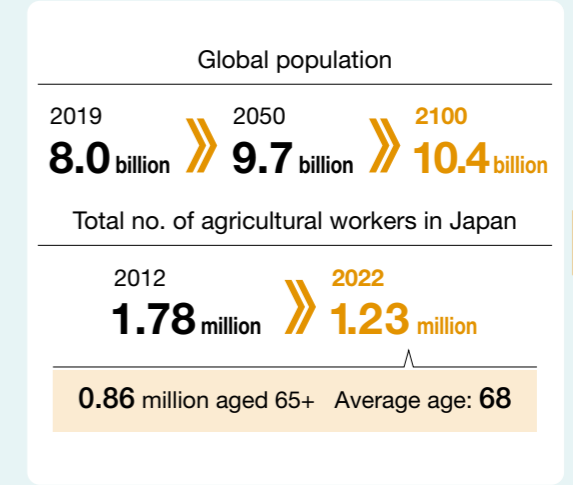 Global population
2019 2050 2100
8.0 billion 9.7 billion 10.4 billion
Total no. of agricultural workers in Japan
2012 2022
1.78 million 1.23 million
0.86 million aged 65+ Average age: 68